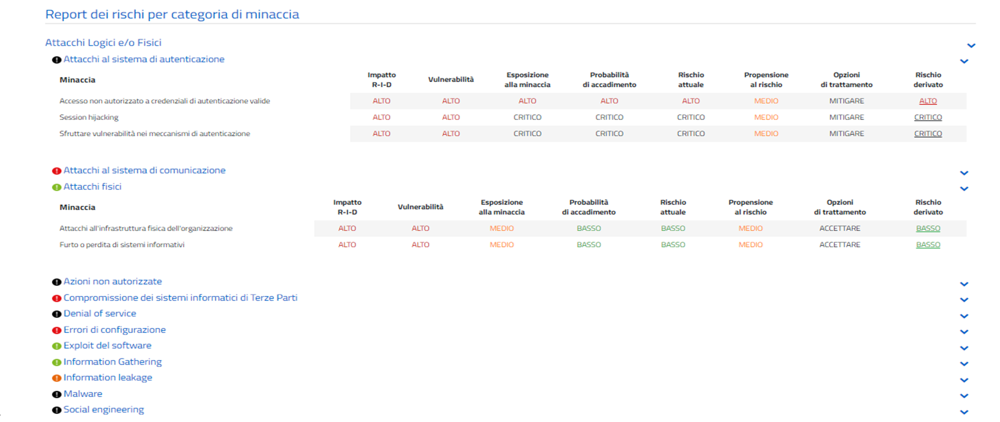 Report dei rischi per categoria di minaccia
Attacchi Logici e/o Fisici
Attacchi al sistema di autenticazione
Minaccia Impatto R-I-D Vulnerabilità Esposizione alla minaccia Probabilità di accadimento Rischio attuale Propensione al rischio Opzioni di trattamento Rischio derivato
Accesso non autorizzato a credenziali di autenticazione valide ALTO ALTO ALTO ALTO ALTO MEDIO MITIGARE ALTO
Session hijacking ALTO ALTO CRITICO CRITICO CRITICO MEDIO MITIGARE CRITICO
Sfruttare vulnerabilità nei meccanismi di autenticazione ALTO ALTO CRITICO CRITICO CRITICO MEDIO MITIGARE CRITICO
Attacchi al sistema di comunicazione
Attacchi fisici
Minaccia Impatto R-I-D Vulnerabilità Esposizione alla minaccia Probabilità di accadimento Rischio attuale Propensione al rischio Opzioni di trattamento Rischio derivato
Attacchi all'infrastruttura fisica dell'organizzazione ALTO ALTO MEDIO BASSO BASSO MEDIO ACCETTARE BASSO
Furto o perdita di sistemi informativi ALTO ALTO MEDIO BASSO BASSO MEDIO ACCETTARE BASSO
Azioni non autorizzate
Compromissione dei sistemi informatici di Terze Parti
Denial of service
Errori di configurazione
Exploit del software
Information Gathering
Information leakage
Malware
Social engineering